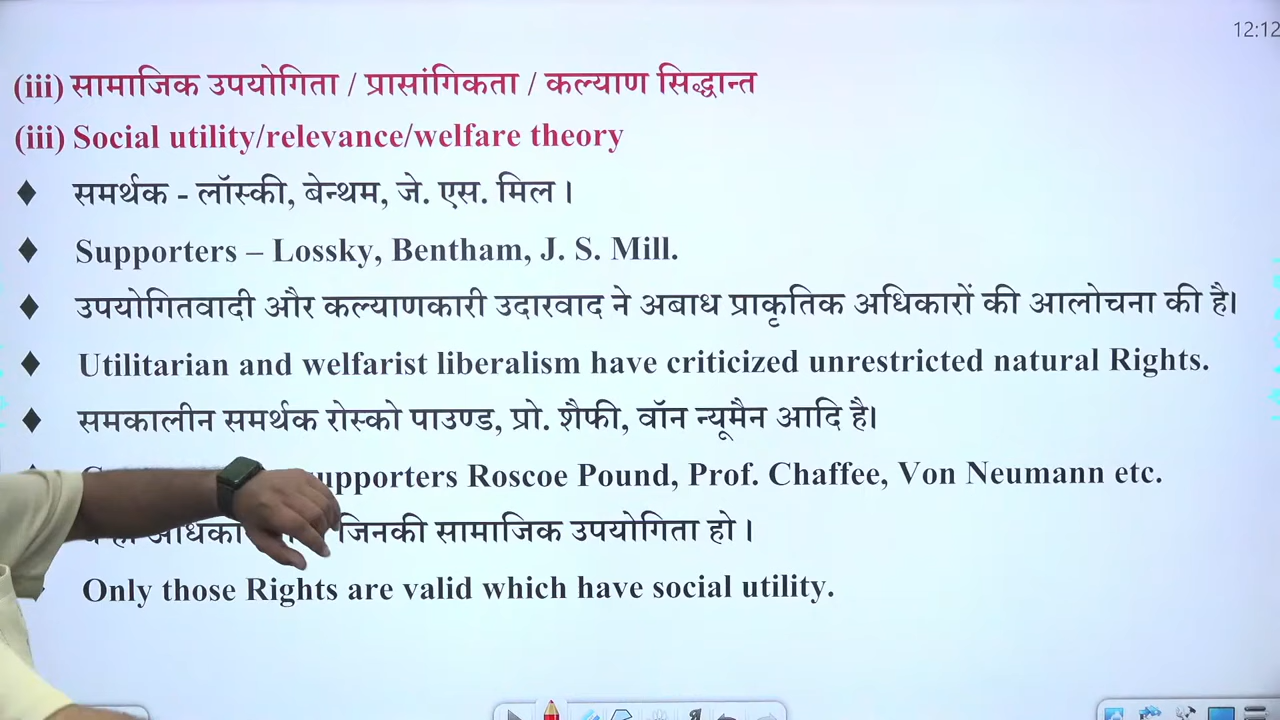 12:12
(iii) सामाजिक उपयोगिता / प्रासांगिकता / कल्याण सिद्धान्त
(iii) Social utility/relevance/welfare theory
♦ समर्थक - लॉस्की, बेन्थम, जे. एस. मिल।
♦ Supporters – Lossky, Bentham, J. S. Mill.
♦ उपयोगितवादी और कल्याणकारी उदारवाद ने अबाध प्राकृतिक अधिकारों की आलोचना की है।
♦ Utilitarian and welfarist liberalism have criticized unrestricted natural Rights.
♦ समकालीन समर्थक रोस्को पाउण्ड, प्रो. शैफी, वॉन न्यूमैन आदि है।
upporters Roscoe Pound, Prof. Chaffee, Von Neumann etc.
जिनकी सामाजिक उपयोगिता हो।
Only those Rights are valid which have social utility.